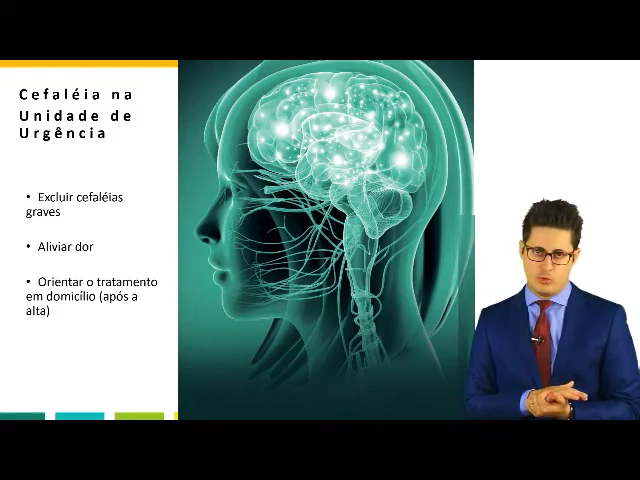 Cefaléia na
Unidade de
Urgência
• Excluir cefaléias
graves
• Aliviar dor
• Orientar o tratamento
em domicílio (após a
alta)